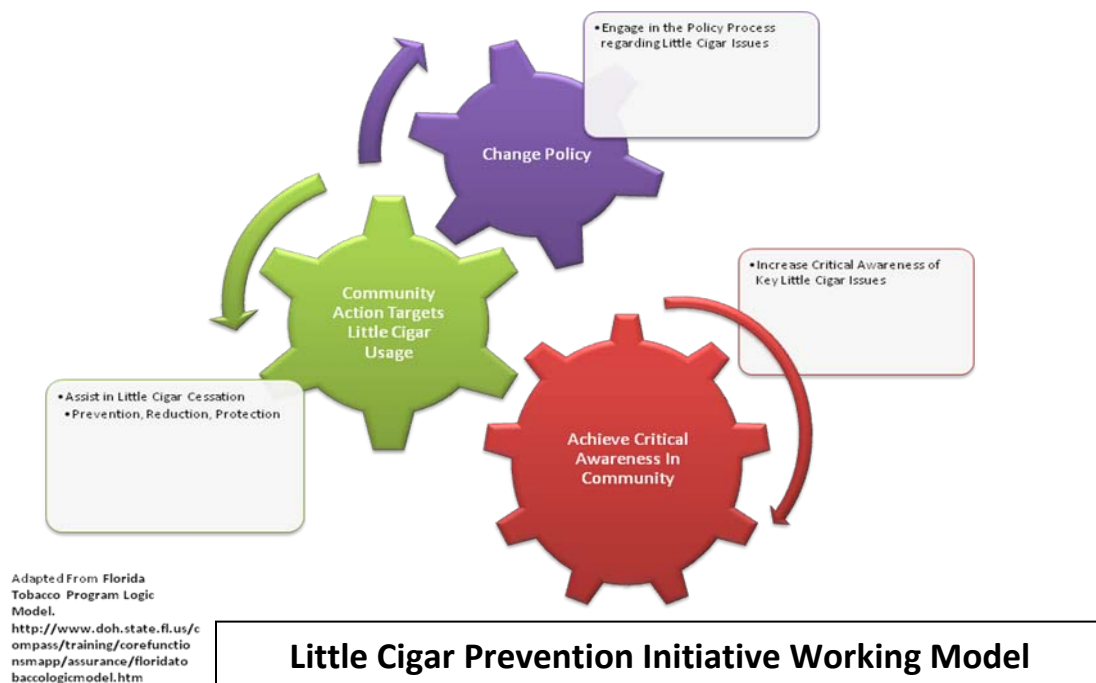 •Engage in the Policy Process
regarding Little Cigar Issues
Change Policy
•Increase Critical Awareness of
Key Little Cigar Issues
Community
Action Targets
Little Cigar
Usage
•Assist in Little Cigar Cessation
•Prevention, Reduction, Protection
Achieve Critical
Awareness In
Community
Adapted From Florida
Tobacco Program Logic
Model.
http://www.doh.state.fl.us/c
ompass/training/corefunctio
nsmapp/assurance/floridato
baccologicmodel.htm
Little Cigar Prevention Initiative Working Model